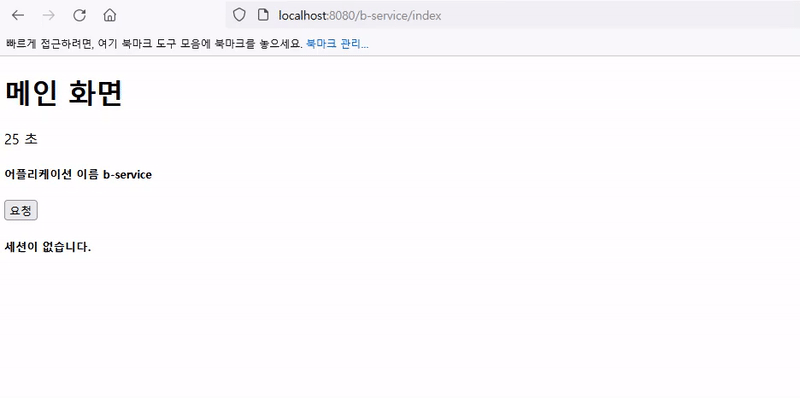 localhost:8080/b-service/index
빠르게 접근하려면, 여기 북마크 도구 모음에 북마크를 놓으세요. 북마크 관리...
메인 화면
25 초
어플리케이션 이름 b-service
요청
세션이 없습니다.